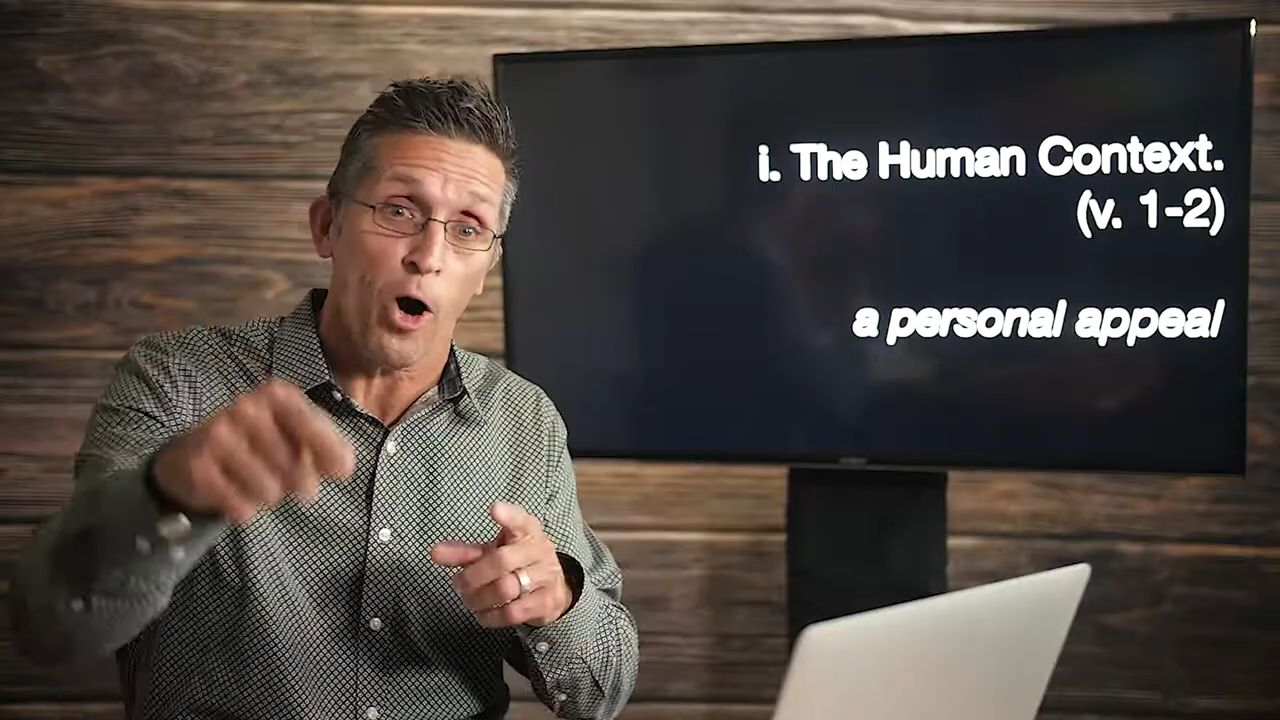 i. The Human Context.
(v. 1-2)
a personal appeal